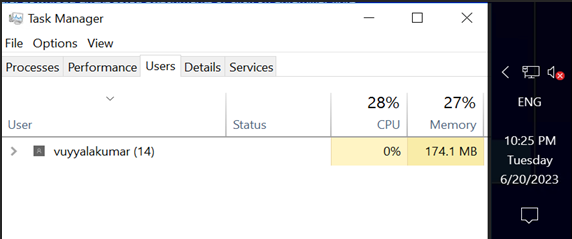 Task Manager
File Options View
Processes Performance Users Details Services
28% 27%
User Status CPU Memory
vuyyalakumar (14) 0% 174.1 MB
ENG
10:25 PM
Tuesday
6/20/2023